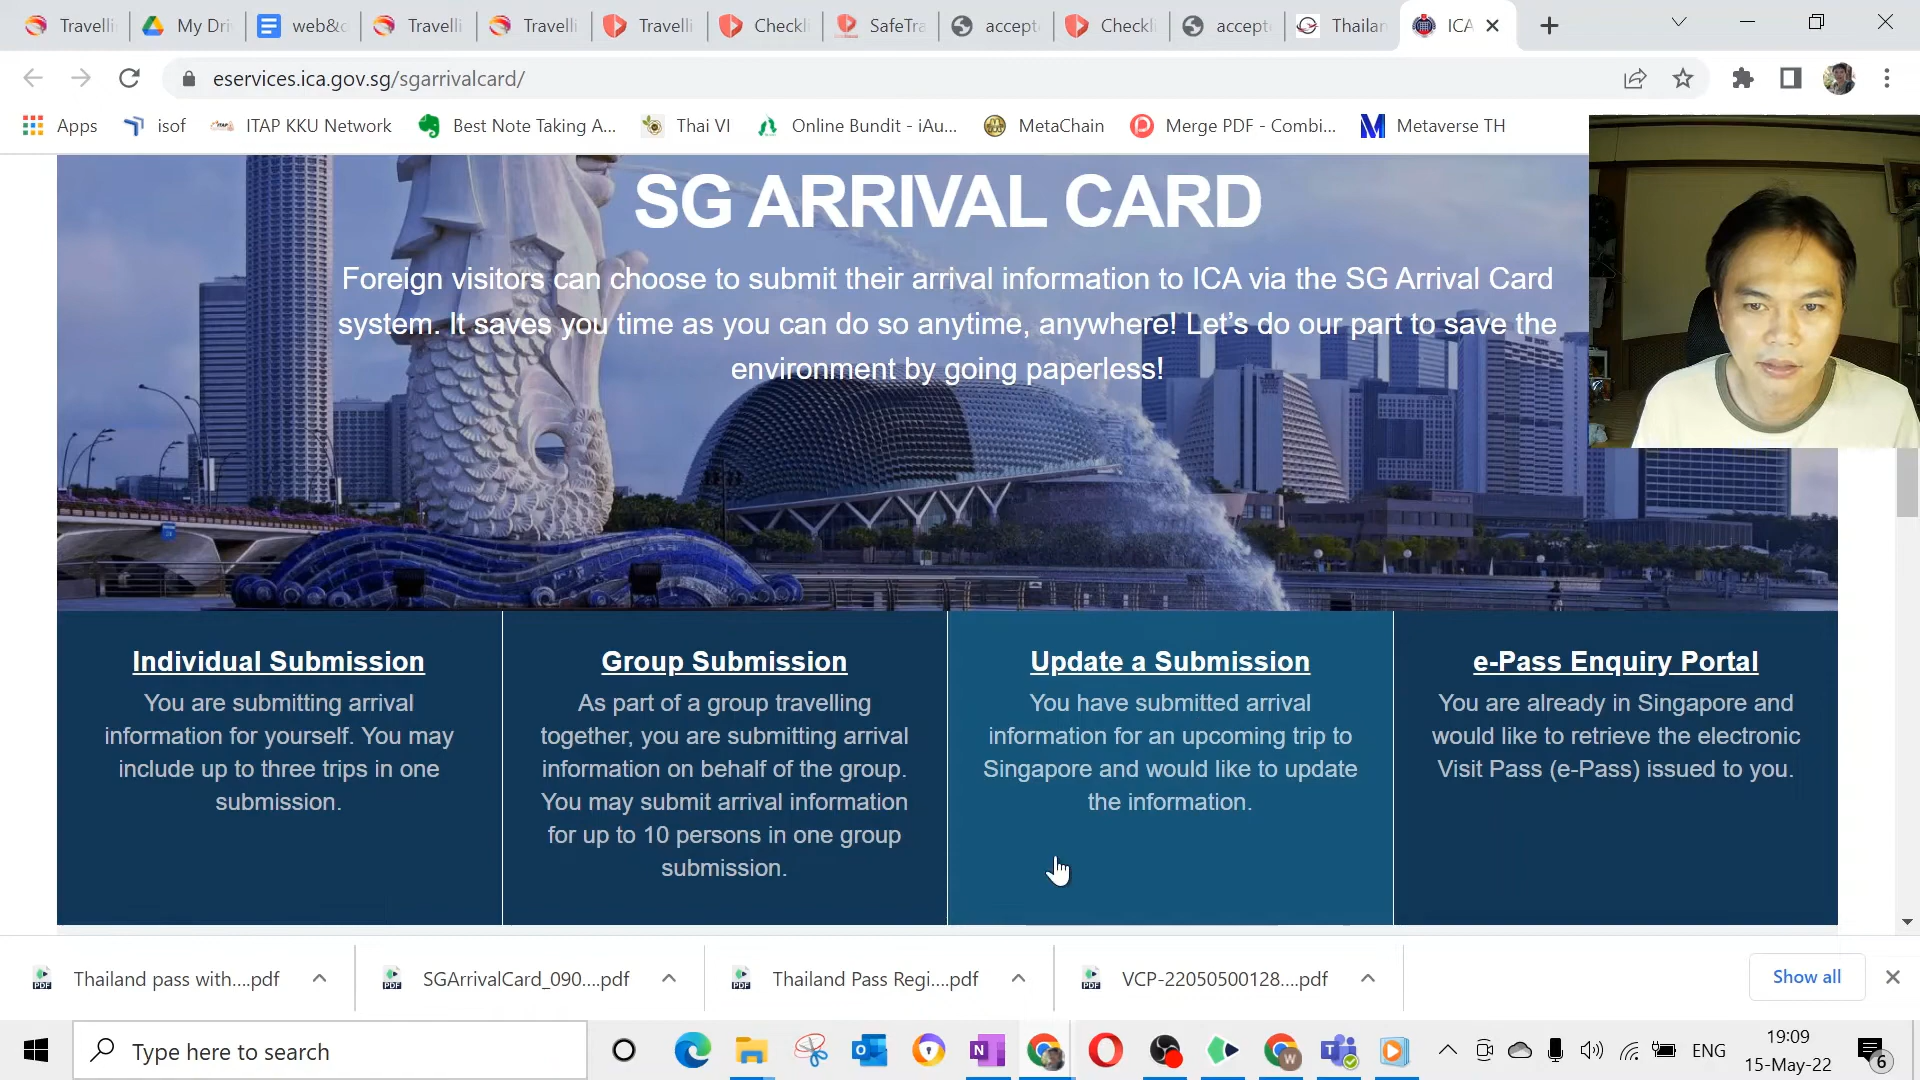 Travelli
My Dri
web&c
Travelli
Travelli
Travelli
Checkli
SafeTra
accept
Checkli
accept
Thailan
ICA
eservices.ica.gov.sg/sgarrivalcard/
Apps
isof
ITAP KKU Network
Best Note Taking A...
Thai VI
Online Bundit - iAu...
MetaChain
Merge PDF - Combi...
Metaverse TH
SG ARRIVAL CARD
Foreign visitors can choose to submit their arrival information to ICA via the SG Arrival Card
system. It saves you time as you can do so anytime, anywhere! Let's do our part to save the
environment by going paperless!
Individual Submission
You are submitting arrival
information for yourself. You may
include up to three trips in one
submission.
Group Submission
As part of a group travelling
together, you are submitting arrival
information on behalf of the group.
You may submit arrival information
for up to 10 persons in one group
submission.
Update a Submission
You have submitted arrival
information for an upcoming trip to
Singapore and would like to update
the information.
e-Pass Enquiry Portal
You are already in Singapore and
would like to retrieve the electronic
Visit Pass (e-Pass) issued to you.
Thailand pass with....pdf
SGArrivalCard_090....pdf
Thailand Pass Regi....pdf
VCP-22050500128....pdf
Show all
Type here to search
ENG
19:09
15-May-22
6